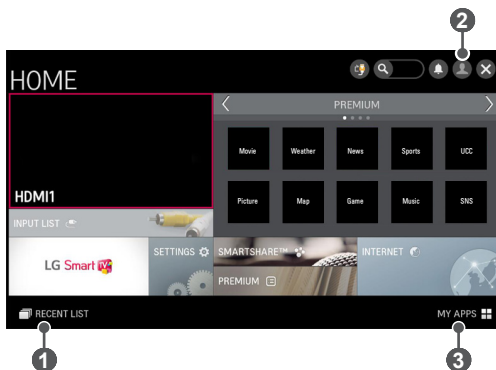 2
HOME
PREMIUM
Movie Weather News Sports UCC
HDMI1
Picture Map Game Music SNS
INPUT LIST
LG Smart TV
SETTINGS
SMARTSHARE™
INTERNET
PREMIUM
RECENT LIST
MY APPS
1
3